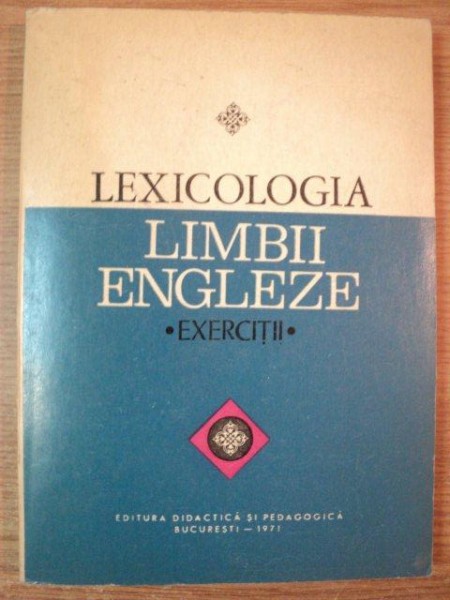 LEXICOLOGIA
LIMBII
ENGLEZE
•EXERCIȚII•
EDITURA DIDACTICĂ ȘI PEDAGOGICĂ
BUCUREȘTI — 1971